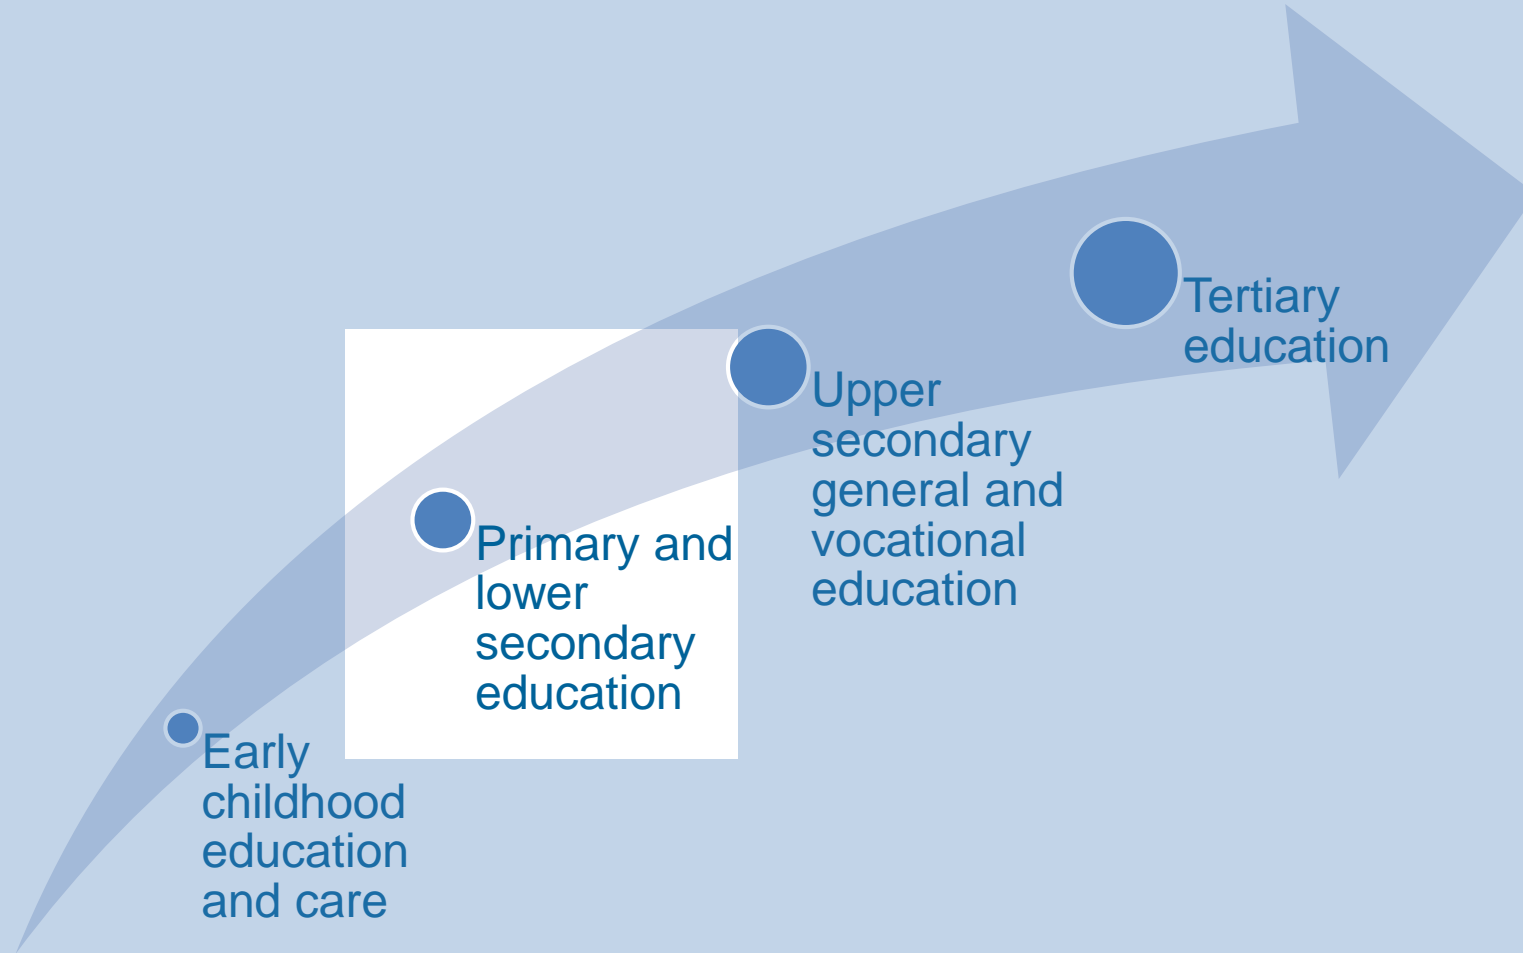 Early
childhood
education
and care
Primary and
lower
secondary
education
Upper
secondary
general and
vocational
education
Tertiary
education